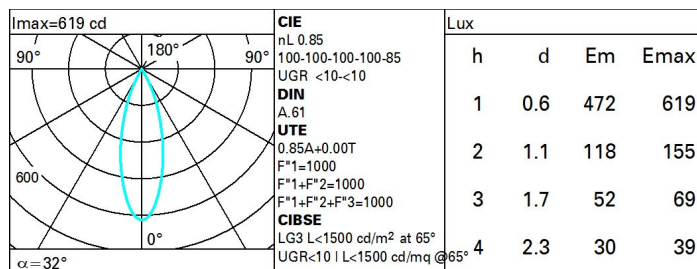 Imax=619 cd
90°
180°
90°
600
0°
α=32°
CIE
nL 0.85
100-100-100-100-85
UGR <10-<10
DIN
A.61
UTE
0.85A+0.00T
F"1=1000
F"1+F"2=1000
F"1+F"2+F"3=1000
CIBSE
LG3 L<1500 cd/m² at 65°
UGR<10 | L<1500 cd/mq @65°
Lux
h d Em Emax
1 0.6 472 619
2 1.1 118 155
3 1.7 52 69
4 2.3 30 39